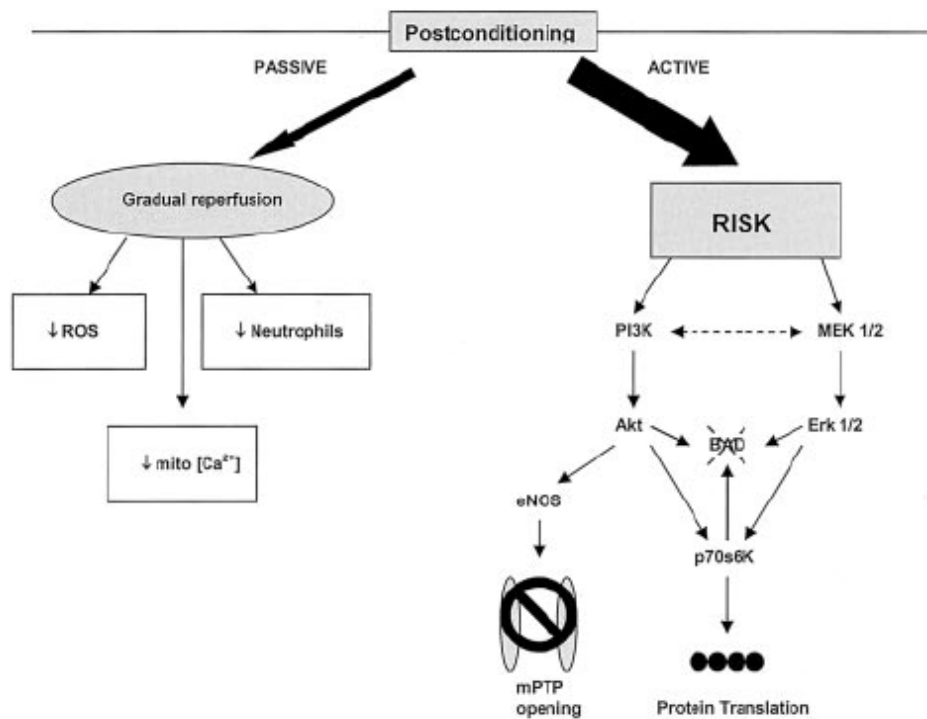 Postconditioning
PASSIVE
ACTIVE
Gradual reperfusion
RISK
↓ROS
↓Neutrophils
PI3K
MEK 1/2
↓mito [Ca²⁺]
Akt
BAD
Erk 1/2
eNOS
p70s6K
mPTP
opening
Protein Translation